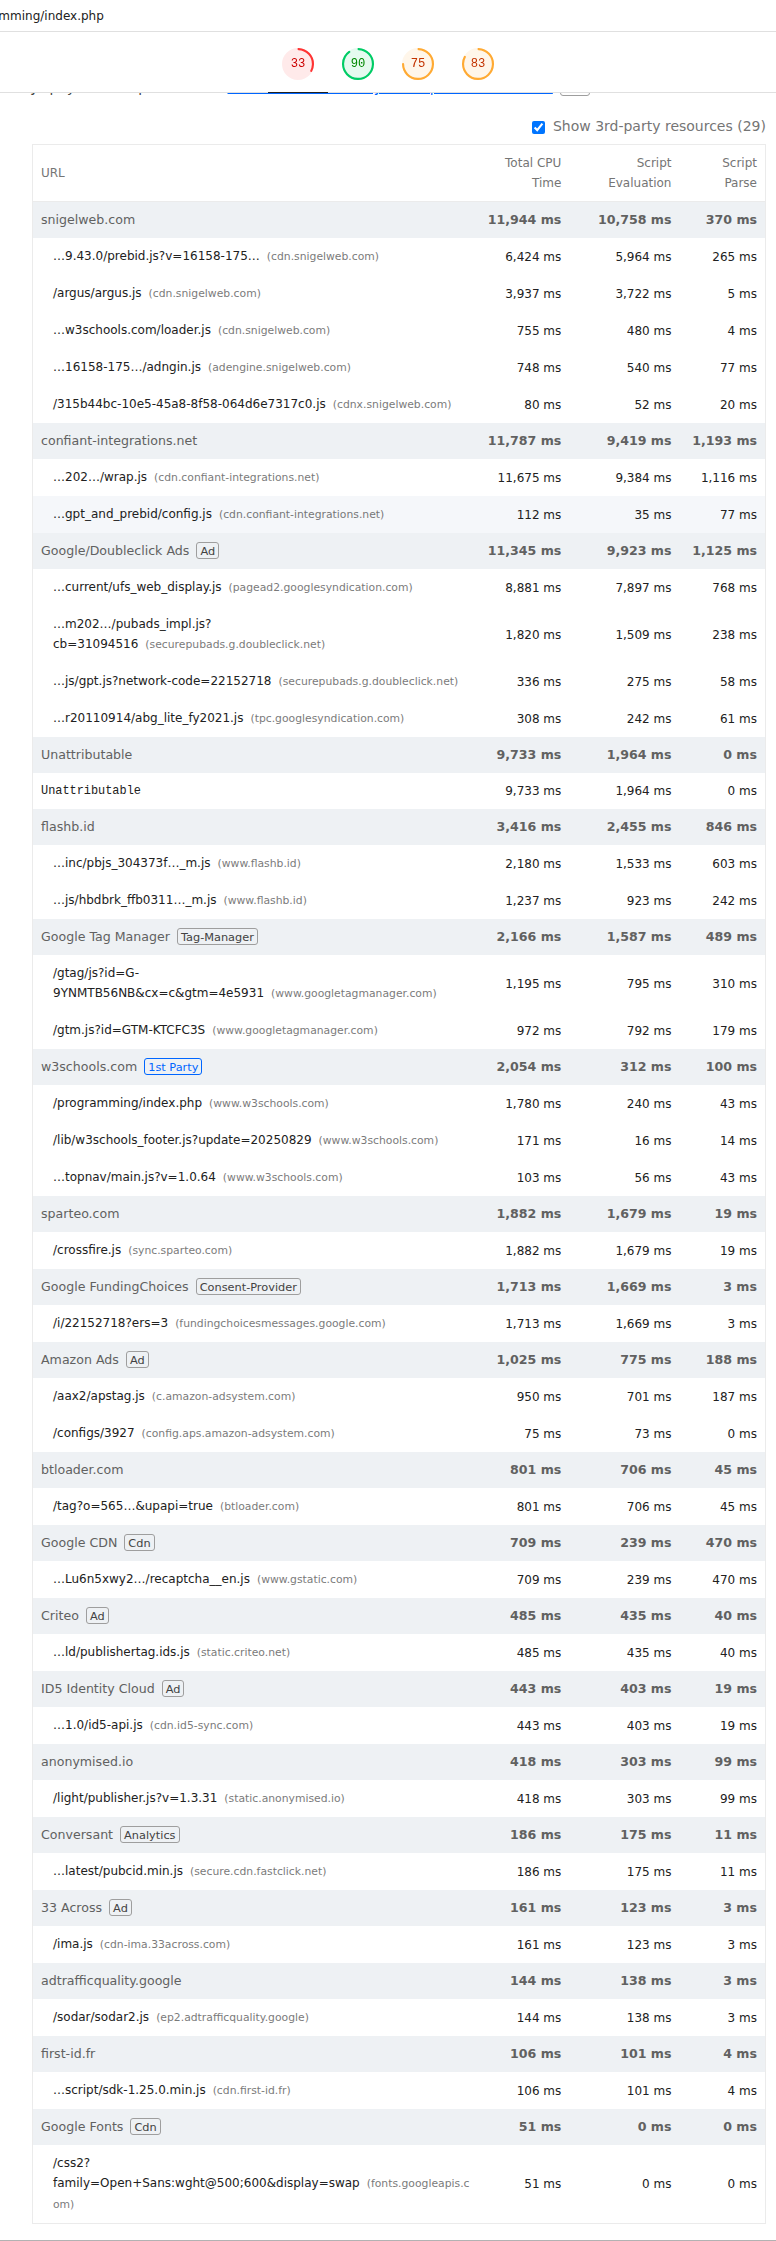 mming/index.php
33 90 75 83
Show 3rd-party resources (29)
URL Total CPU Time Script Evaluation Script Parse
snigelweb.com 11,944 ms 10,758 ms 370 ms
…9.43.0/prebid.js?v=16158-175… (cdn.snigelweb.com) 6,424 ms 5,964 ms 265 ms
/argus/argus.js (cdn.snigelweb.com) 3,937 ms 3,722 ms 5 ms
…w3schools.com/loader.js (cdn.snigelweb.com) 755 ms 480 ms 4 ms
…16158-175…/adngin.js (adengine.snigelweb.com) 748 ms 540 ms 77 ms
/315b44bc-10e5-45a8-8f58-064d6e7317c0.js (cdnx.snigelweb.com) 80 ms 52 ms 20 ms
confiant-integrations.net 11,787 ms 9,419 ms 1,193 ms
…202…/wrap.js (cdn.confiant-integrations.net) 11,675 ms 9,384 ms 1,116 ms
…gpt_and_prebid/config.js (cdn.confiant-integrations.net) 112 ms 35 ms 77 ms
Google/Doubleclick Ads Ad 11,345 ms 9,923 ms 1,125 ms
…current/ufs_web_display.js (pagead2.googlesyndication.com) 8,881 ms 7,897 ms 768 ms
…m202…/pubads_impl.js?
cb=31094516 (securepubads.g.doubleclick.net) 1,820 ms 1,509 ms 238 ms
…js/gpt.js?network-code=22152718 (securepubads.g.doubleclick.net) 336 ms 275 ms 58 ms
…r20110914/abg_lite_fy2021.js (tpc.googlesyndication.com) 308 ms 242 ms 61 ms
Unattributable 9,733 ms 1,964 ms 0 ms
Unattributable 9,733 ms 1,964 ms 0 ms
flashb.id 3,416 ms 2,455 ms 846 ms
…inc/pbjs_304373f…_m.js (www.flashb.id) 2,180 ms 1,533 ms 603 ms
…js/hbdbrk_ffb0311…_m.js (www.flashb.id) 1,237 ms 923 ms 242 ms
Google Tag Manager Tag-Manager 2,166 ms 1,587 ms 489 ms
/gtag/js?id=G-
9YNMTB56NB&cx=c&gtm=4e5931 (www.googletagmanager.com) 1,195 ms 795 ms 310 ms
/gtm.js?id=GTM-KTCFC3S (www.googletagmanager.com) 972 ms 792 ms 179 ms
w3schools.com 1st Party 2,054 ms 312 ms 100 ms
/programming/index.php (www.w3schools.com) 1,780 ms 240 ms 43 ms
/lib/w3schools_footer.js?update=20250829 (www.w3schools.com) 171 ms 16 ms 14 ms
…topnav/main.js?v=1.0.64 (www.w3schools.com) 103 ms 56 ms 43 ms
sparteo.com 1,882 ms 1,679 ms 19 ms
/crossfire.js (sync.sparteo.com) 1,882 ms 1,679 ms 19 ms
Google FundingChoices Consent-Provider 1,713 ms 1,669 ms 3 ms
/i/22152718?ers=3 (fundingchoicesmessages.google.com) 1,713 ms 1,669 ms 3 ms
Amazon Ads Ad 1,025 ms 775 ms 188 ms
/aax2/apstag.js (c.amazon-adsystem.com) 950 ms 701 ms 187 ms
/configs/3927 (config.aps.amazon-adsystem.com) 75 ms 73 ms 0 ms
btloader.com 801 ms 706 ms 45 ms
/tag?o=565…&upapi=true (btloader.com) 801 ms 706 ms 45 ms
Google CDN Cdn 709 ms 239 ms 470 ms
…Lu6n5xwy2…/recaptcha__en.js (www.gstatic.com) 709 ms 239 ms 470 ms
Criteo Ad 485 ms 435 ms 40 ms
…ld/publishertag.ids.js (static.criteo.net) 485 ms 435 ms 40 ms
ID5 Identity Cloud Ad 443 ms 403 ms 19 ms
…1.0/id5-api.js (cdn.id5-sync.com) 443 ms 403 ms 19 ms
anonymised.io 418 ms 303 ms 99 ms
/light/publisher.js?v=1.3.31 (static.anonymised.io) 418 ms 303 ms 99 ms
Conversant Analytics 186 ms 175 ms 11 ms
…latest/pubcid.min.js (secure.cdn.fastclick.net) 186 ms 175 ms 11 ms
33 Across Ad 161 ms 123 ms 3 ms
/ima.js (cdn-ima.33across.com) 161 ms 123 ms 3 ms
adtrafficquality.google 144 ms 138 ms 3 ms
/sodar/sodar2.js (ep2.adtrafficquality.google) 144 ms 138 ms 3 ms
first-id.fr 106 ms 101 ms 4 ms
…script/sdk-1.25.0.min.js (cdn.first-id.fr) 106 ms 101 ms 4 ms
Google Fonts Cdn 51 ms 0 ms 0 ms
/css2?
family=Open+Sans:wght@500;600&display=swap (fonts.googleapis.c
om) 51 ms 0 ms 0 ms